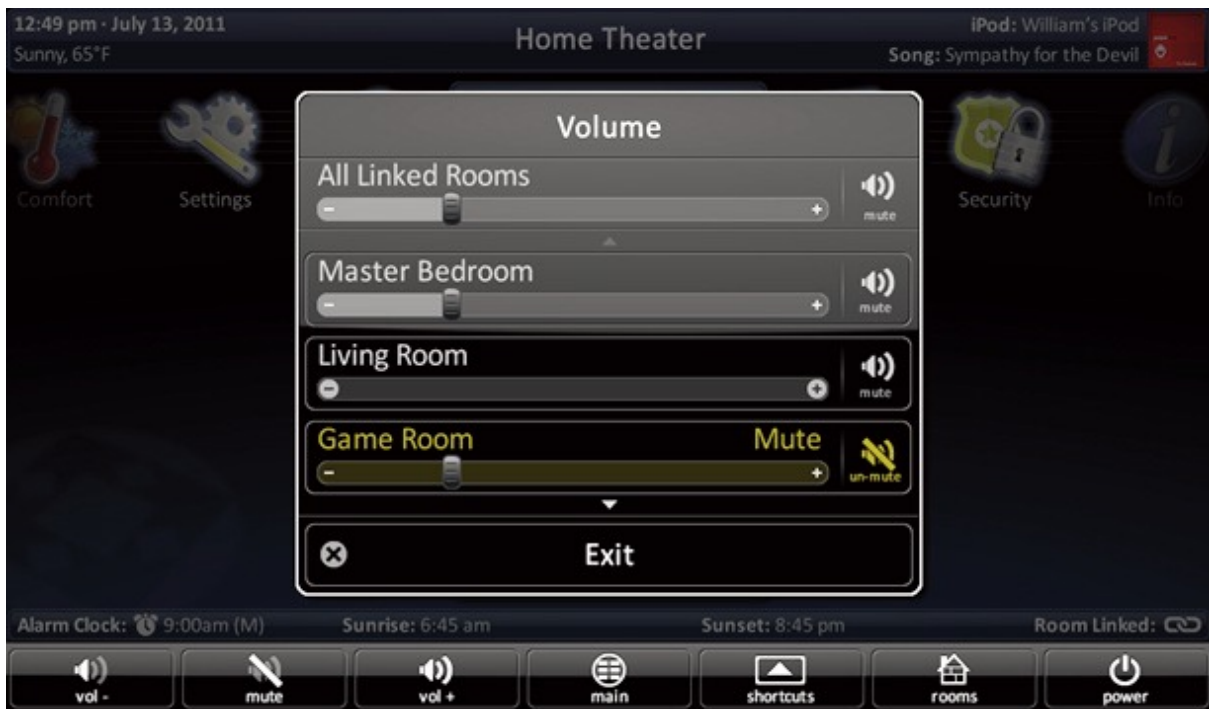 12:49 pm · July 13, 2011
Sunny, 65°F
Home Theater
iPod: William's iPod
Song: Sympathy for the Devil
Comfort
Settings
Security
Info
Volume
All Linked Rooms
- +
mute
Master Bedroom
- +
mute
Living Room
- +
mute
Game Room Mute
- +
un-mute
Exit
Alarm Clock: 9:00am (M) Sunrise: 6:45 am Sunset: 8:45 pm Room Linked:
vol - mute vol + main shortcuts rooms power